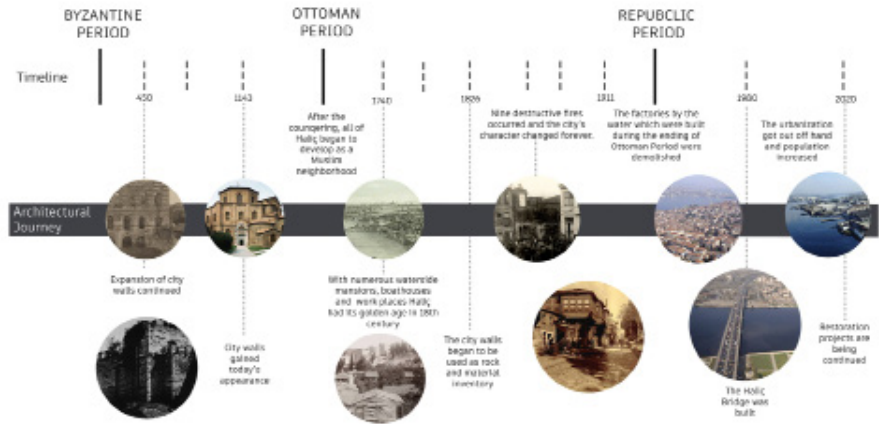 BYZANTINE
PERIOD
OTTOMAN
PERIOD
REPUBCLIC
PERIOD
Timeline
450
1143
1740
1826
1911
1980
2020
After the
counqering, all of
Haliç began to
develop as a
Muslim
neighborhood
Nine destructive fires
occurred and the city's
character changed forever.
The factories by the
water which were built
during the ending of
Ottoman Period were
demolished
The urbanization
got out off hand
and population
increased
Architectural
Journey
Expansion of city
walls continued
City walls
gained
today's
appearance
With numerous waterside
mansions, boathouses
and work places Haliç
had its golden age in 18th
century
The city walls
began to be
used as rock
and material
inventory
The Haliç
Bridge was
built
Restoration
projects are
being
continued